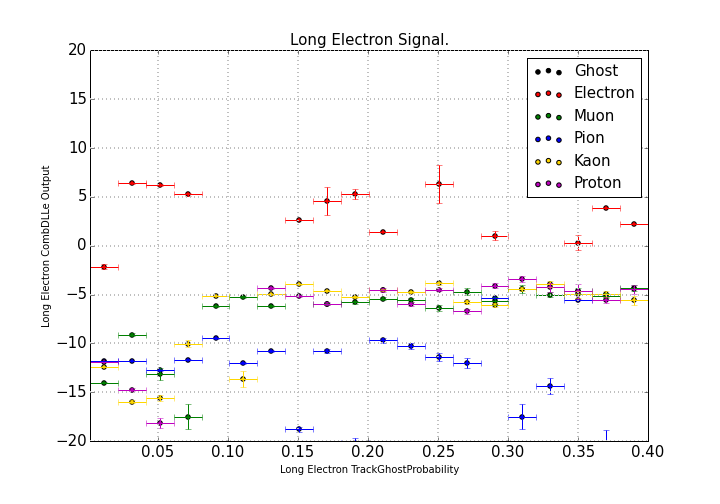 Long Electron Signal.
20
15
10
5
0
−5
−10
−15
−20
Long Electron CombDLLe Output
Ghost
Electron
Muon
Pion
Kaon
Proton
0.05 0.10 0.15 0.20 0.25 0.30 0.35 0.40
Long Electron TrackGhostProbability